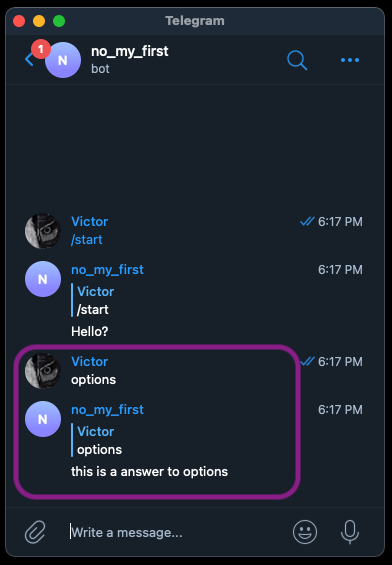 Telegram
1
N
no_my_first
bot
Victor
6:17 PM
/start
N
no_my_first
6:17 PM
Victor
/start
Hello?
Victor
6:17 PM
options
N
no_my_first
6:17 PM
Victor
options
this is a answer to options
Write a message...